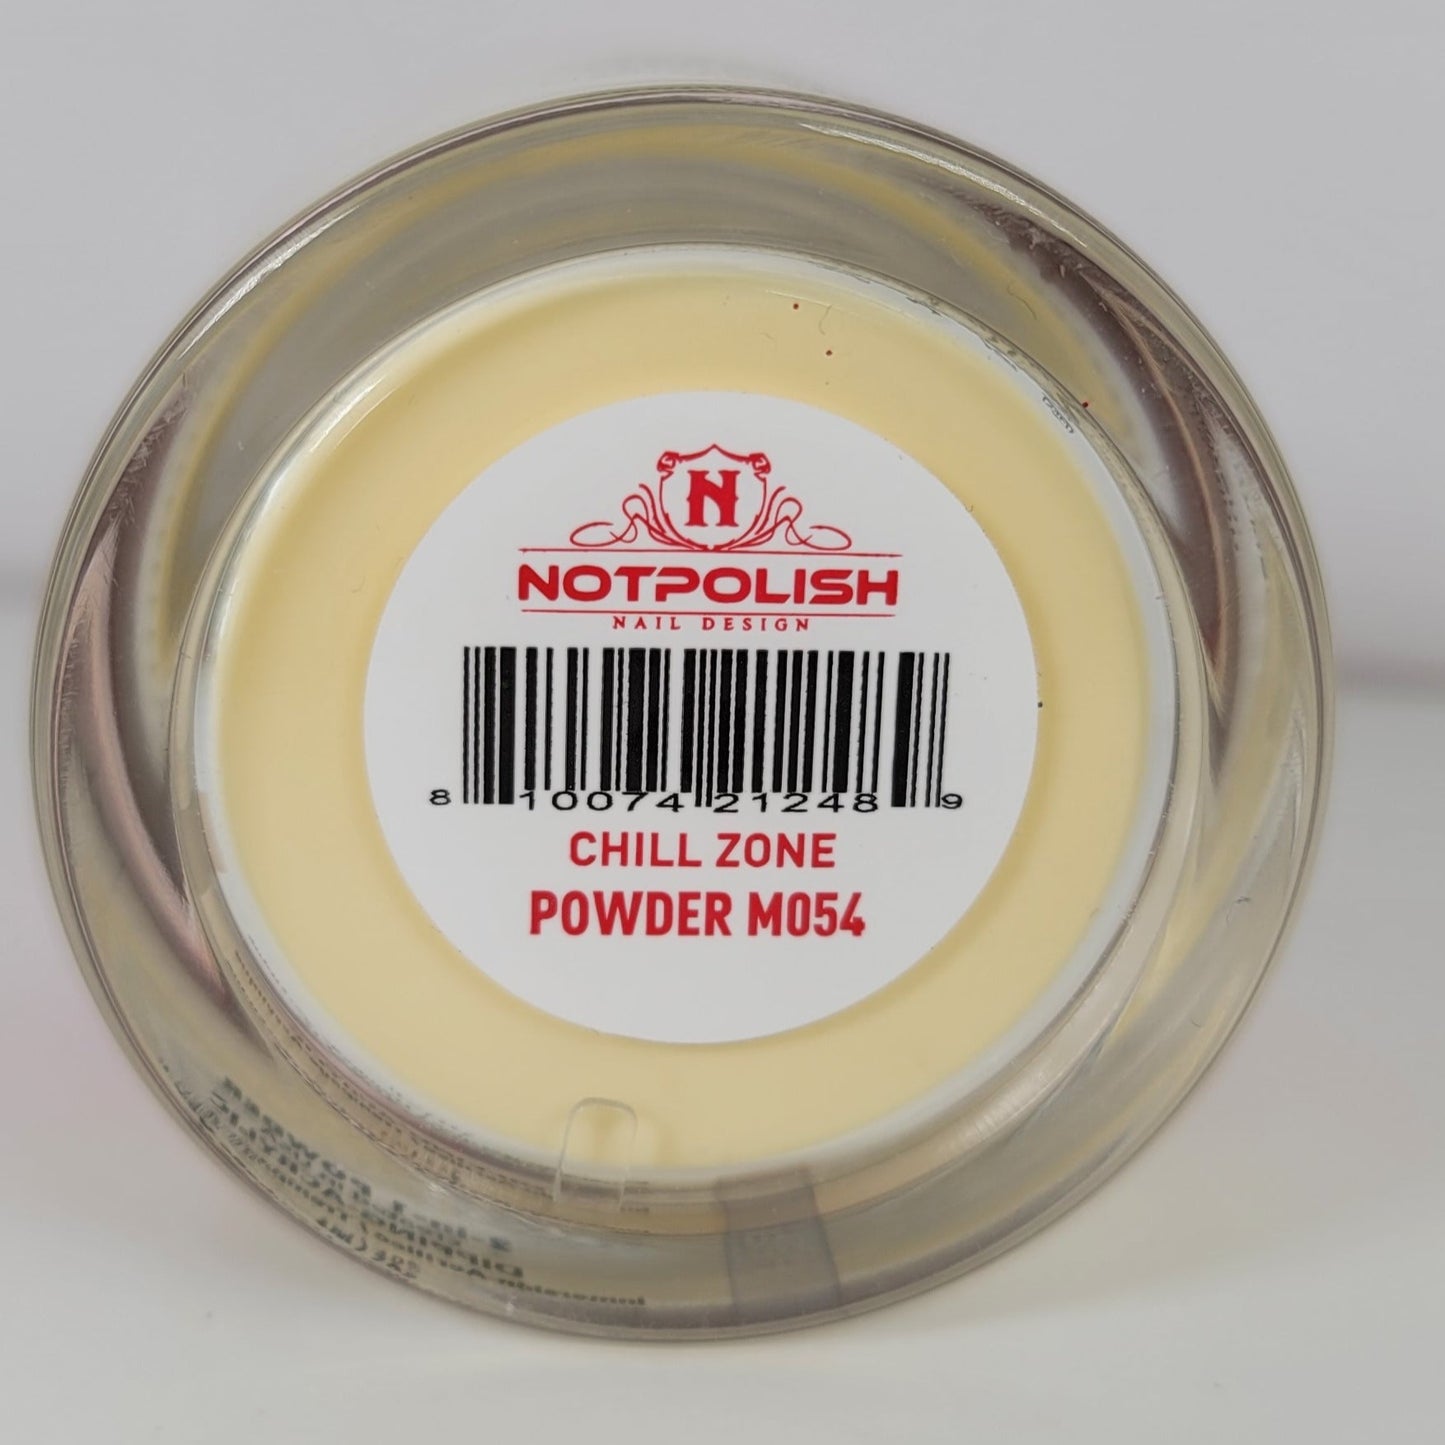 N
NOTPOLISH
NAIL DESIGN
8 10074 21248 9
CHILL ZONE
POWDER M054